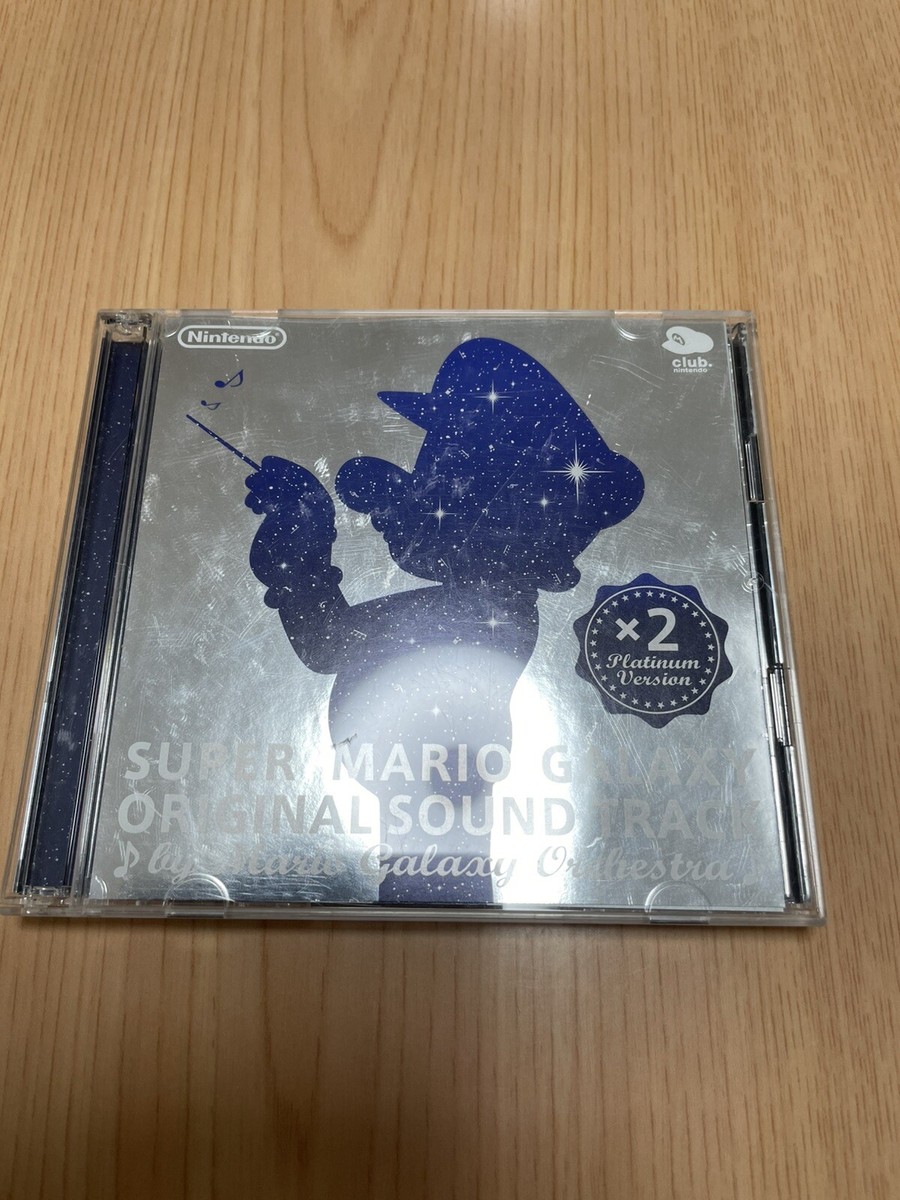 Nintendo
club.
nintendo
×2
Platinum
Version
SUPER MARIO GALAXY
ORIGINAL SOUND TRACK
♪ by Mario Galaxy Orchestra ♪